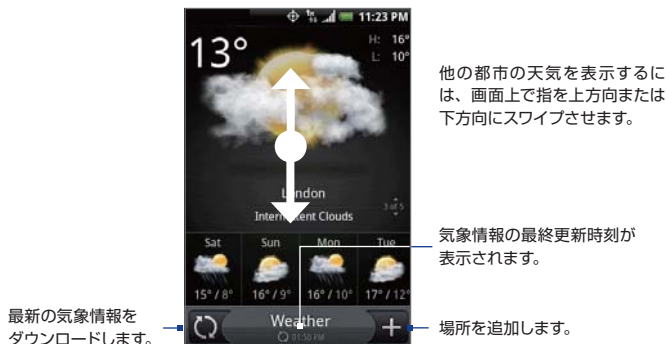 11:23 PM
13°
H: 16°
L: 10°
他の都市の天気を表示するに
は、画面上で指を上方向または
下方向にスワイプさせます。
London
3 of 5
Intermittent Clouds
Sat Sun Mon Tue
15° / 8° 16° / 9° 16° / 10° 17° / 12°
気象情報の最終更新時刻が
表示されます。
最新の気象情報を
ダウンロードします。
Weather
01:50 PM
場所を追加します。